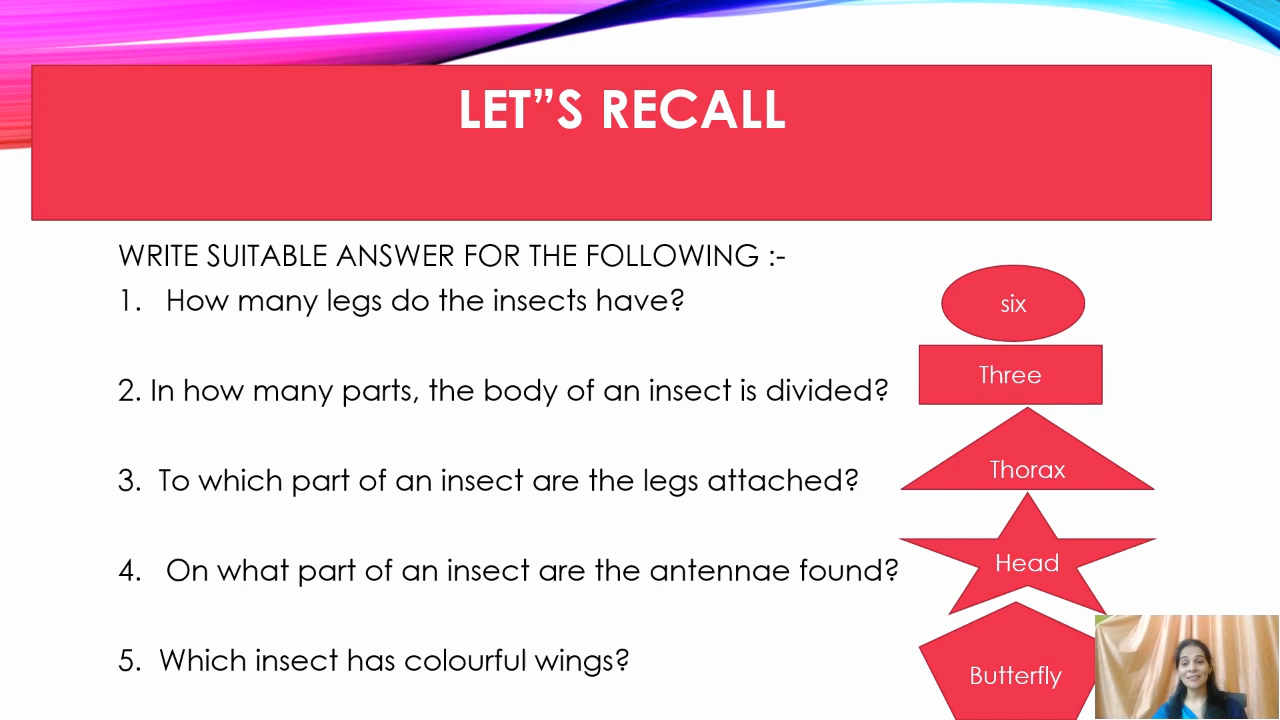 LET”S RECALL
WRITE SUITABLE ANSWER FOR THE FOLLOWING :-
1. How many legs do the insects have?
six
2. In how many parts, the body of an insect is divided?
Three
3. To which part of an insect are the legs attached?
Thorax
4. On what part of an insect are the antennae found?
Head
5. Which insect has colourful wings?
Butterfly